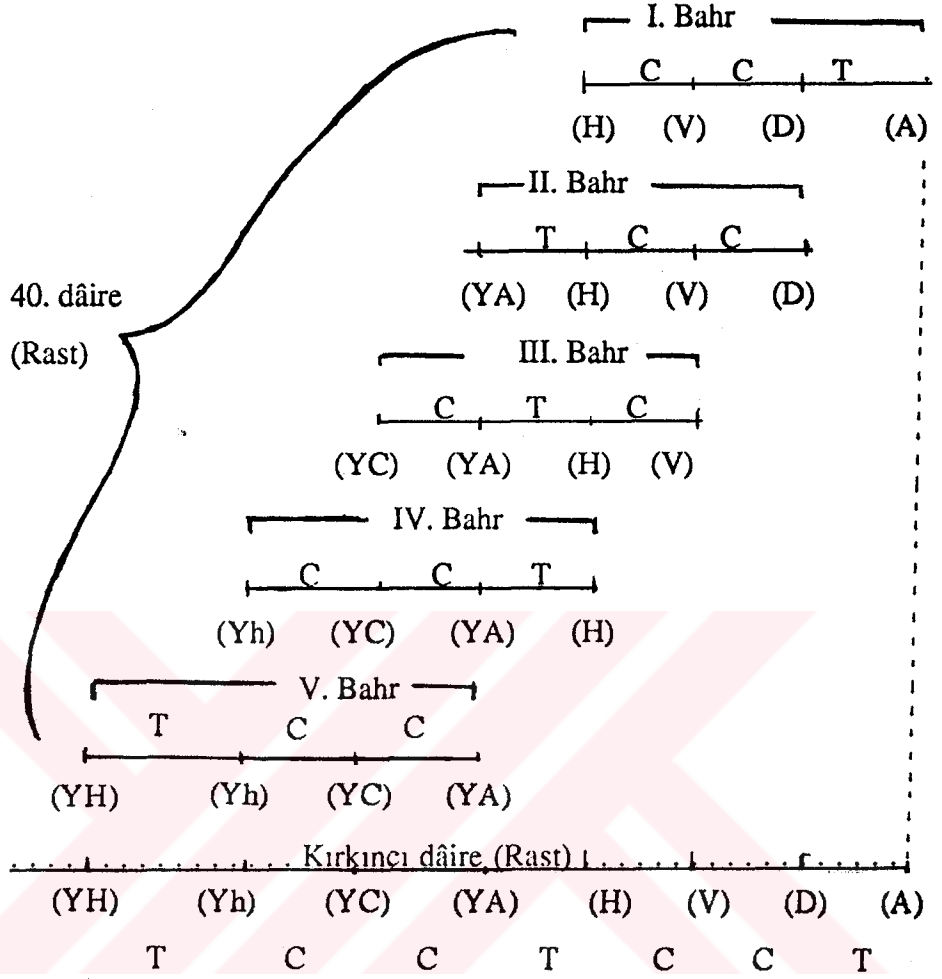 I. Bahr
C C T
(H) (V) (D) (A)
II. Bahr
T C C
(YA) (H) (V) (D)
40. dâire
(Rast)
III. Bahr
C T C
(YC) (YA) (H) (V)
IV. Bahr
C C T
(Yh) (YC) (YA) (H)
V. Bahr
T C C
(YH) (Yh) (YC) (YA)
Kırkıncı dâire (Rast)
(YH) (Yh) (YC) (YA) (H) (V) (D) (A)
T C C T C C T